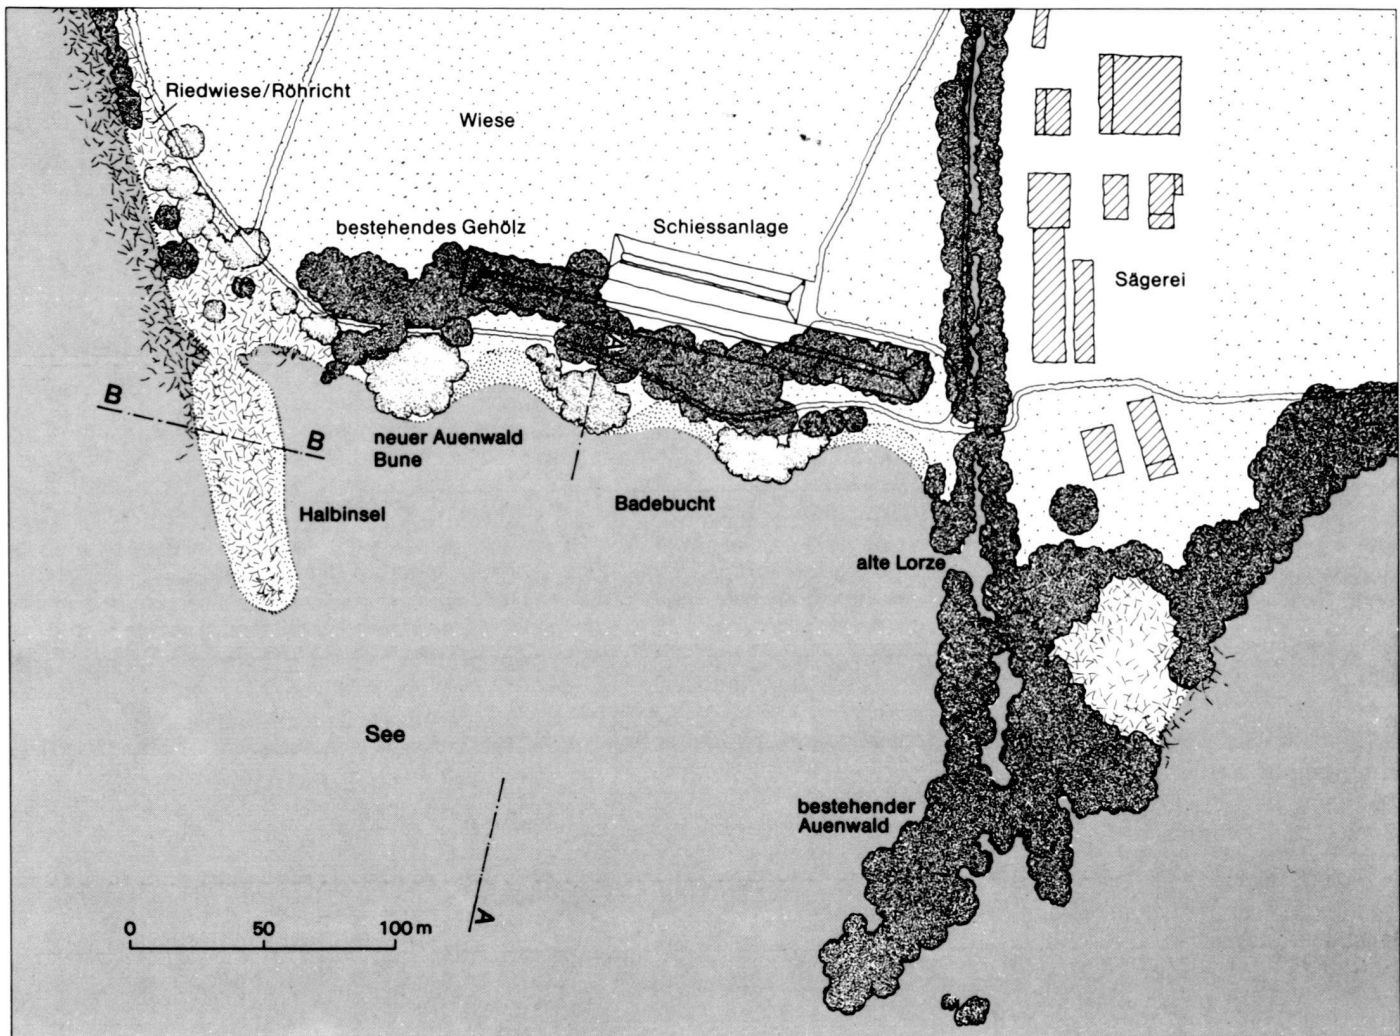 Riedwiese/Röhricht
Wiese
bestehendes Gehölz
Schiessanlage
Sägerei
A
B
B
neuer Auenwald
Bune
Halbinsel
Badebucht
alte Lorze
See
bestehender
Auenwald
A
0 50 100 m